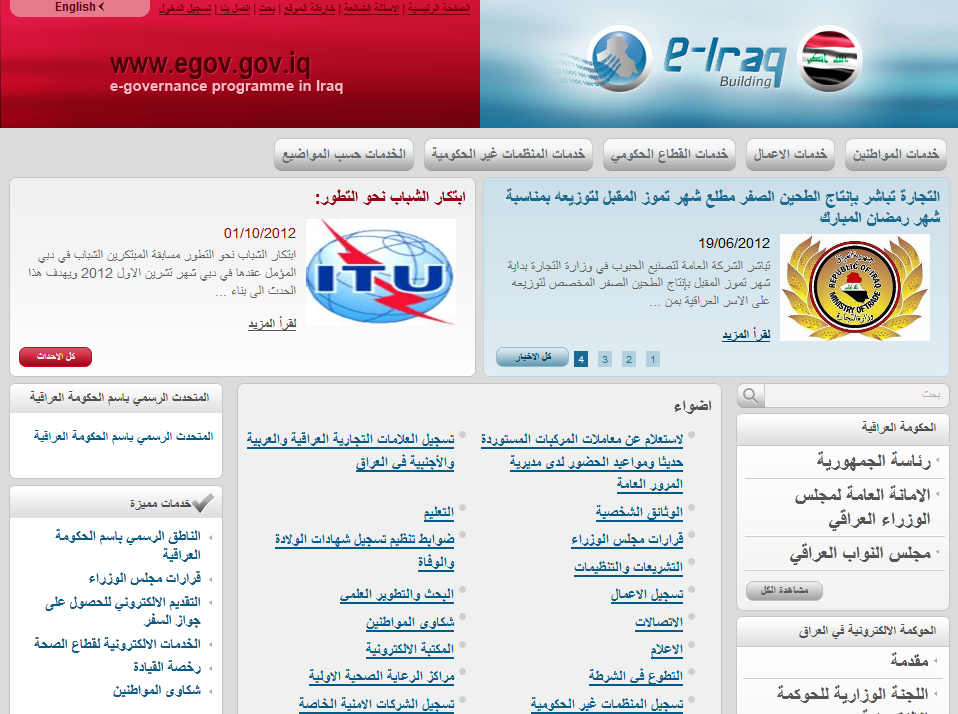 English
الصفحة الرئيسية | الاسئلة الشائعة | خارطة الموقع | بحث | اتصل بنا | تسجيل الدخول
www.egov.gov.iq
e-governance programme in Iraq
e-Iraq
Building
خدمات المواطنين
خدمات الاعمال
خدمات القطاع الحكومي
خدمات المنظمات غير الحكومية
الخدمات حسب المواضيع
التجارة تباشر بإنتاج الطحين الصفر مطلع شهر تموز المقبل لتوزيعه بمناسبة
شهر رمضان المبارك
19/06/2012
تباشر الشركة العامة لتصنيع الحبوب في وزارة التجارة بداية
شهر تموز المقبل بإنتاج الطحين الصفر المخصص لتوزيعه
على الاسر العراقية بمن ...
لقرأ المزيد
REPUBLIC OF IRAQ
MINISTRY OF TRADE
وزارة التجارة
كل الاخبار
4 3 2 1
ابتكار الشباب نحو التطور:
01/10/2012
ابتكار الشباب نحو التطور مسابقة المبتكرين الشباب في دبي
المؤمل عقدها في دبي شهر تشرين الاول 2012 ويهدف هذا
الحدث الى بناء ...
لقرأ المزيد
ITU
كل الاحداث
بحث
الحكومة العراقية
رئاسة الجمهورية
الامانة العامة لمجلس
الوزراء العراقي
مجلس النواب العراقي
مشاهدة الكل
الحوكمة الالكترونية في العراق
مقدمة
اللجنة الوزارية للحوكمة
اضواء
لاستعلام عن معاملات المركبات المستوردة
حديثا ومواعيد الحضور لدى مديرية
المرور العامة
الوثائق الشخصية
قرارات مجلس الوزراء
التشريعات والتنظيمات
تسجيل الاعمال
الاتصالات
الاعلام
التطوع في الشرطة
تسجيل المنظمات غير الحكومية
تسجيل العلامات التجارية العراقية والعربية
والأجنبية في العراق
التعليم
ضوابط تنظيم تسجيل شهادات الولادة
والوفاة
البحث والتطوير العلمي
شكاوى المواطنين
المكتبة الالكترونية
مراكز الرعاية الصحية الاولية
تسجيل الشركات الامنية الخاصة
المتحدث الرسمي باسم الحكومة العراقية
المتحدث الرسمي باسم الحكومة العراقية
خدمات مميزة
الناطق الرسمي باسم الحكومة
العراقية
قرارات مجلس الوزراء
التقديم الالكتروني للحصول على
جواز السفر
الخدمات الالكترونية لقطاع الصحة
رخصة القيادة
شكاوى المواطنين